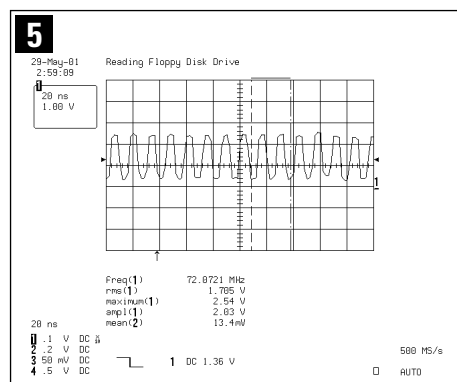 5
29-May-01
2:59:09
Reading Floppy Disk Drive
1
20 ns
1.00 V
1
freq(1) 72.0721 MHz
rms(1) 1.705 V
maximum(1) 2.54 V
ampl(1) 2.03 V
mean(2) 13.4mV
20 ns
1 .1 V DC
2 .2 V DC
3 50 mV DC
4 .5 V DC
1 DC 1.36 V
500 MS/s
AUTO